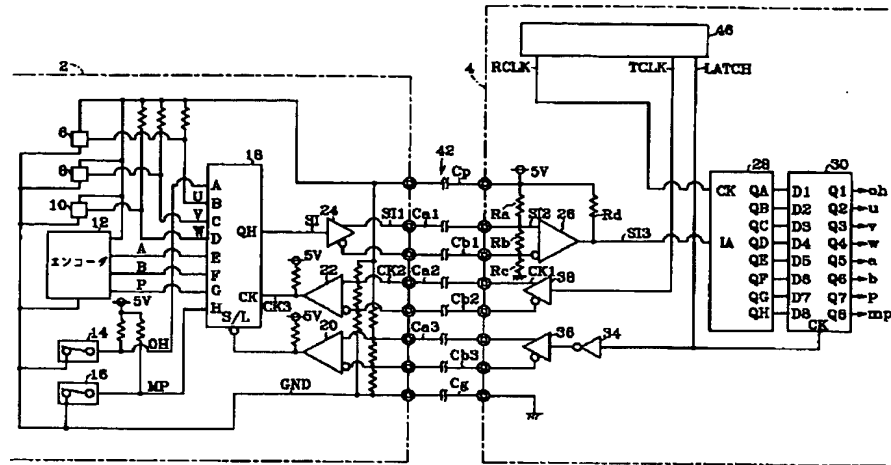 46
2
4
RCLK
TCLK
LATCH
6
8
10
12
エンコーダ
18
A
B
C
D
E
F
G
H
U
V
W
A
B
P
QH
CK
S/L
5V
14
OH
16
MP
SI
24
SI1
Ca1
Cb1
22
5V
CK3
CK2
Ca2
Cb2
20
5V
Ca3
Cb3
GND
Cg
42
Cp
5V
Ra
Rb
Rc
Rd
SI2
26
SI3
CK1
38
36
34
28
CK
IA
QA
QB
QC
QD
QE
QF
QG
QH
30
D1
D2
D3
D4
D5
D6
D7
D8
Q1
Q2
Q3
Q4
Q5
Q6
Q7
Q8
CK
oh
u
v
w
a
b
p
mp